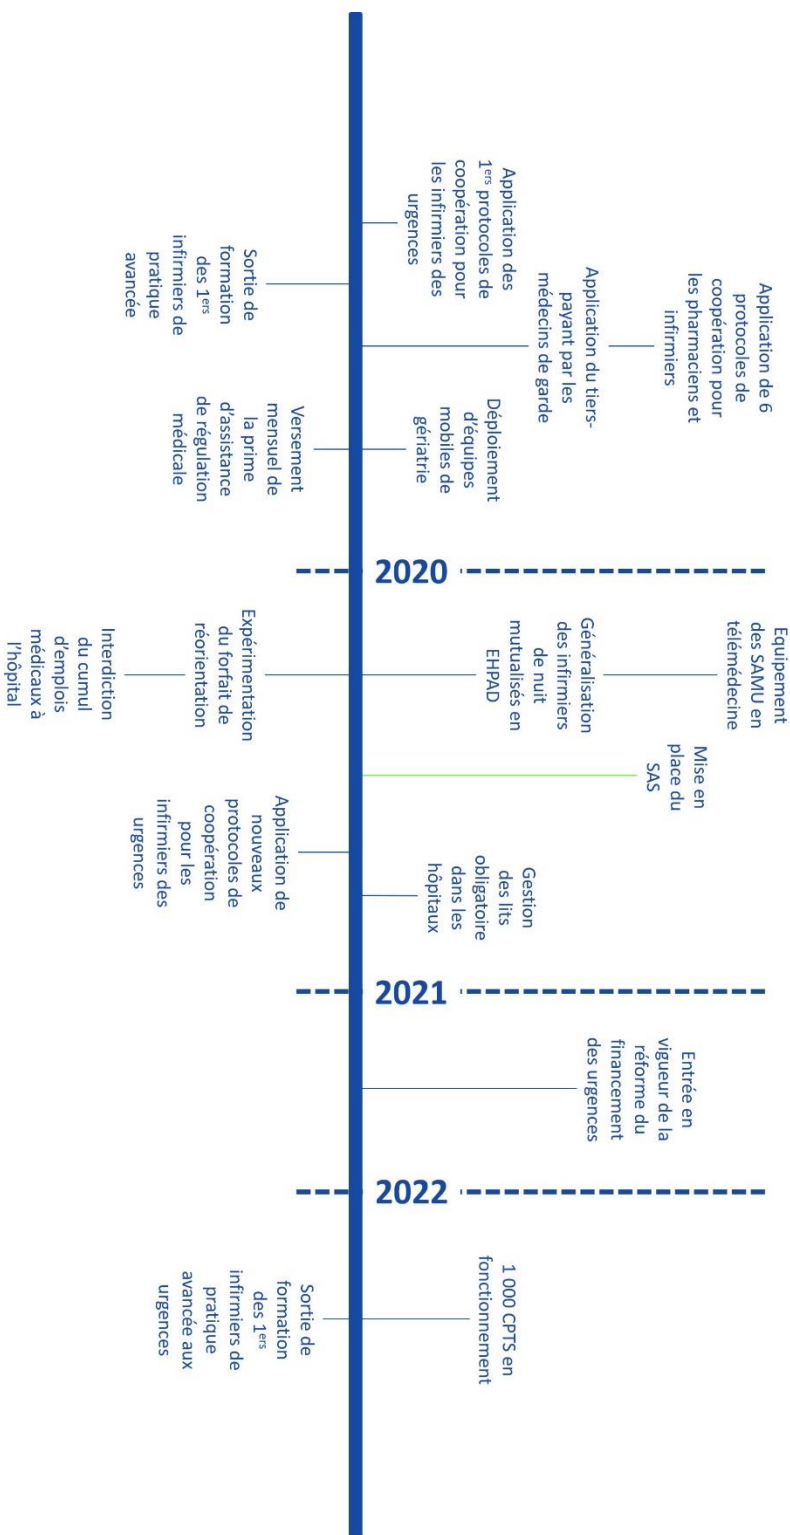 Application de 6
protocoles de
coopération pour
les pharmaciens et
infirmiers
Application des
1ers protocoles de
coopération pour
les infirmiers des
urgences
Application du tiers-
payant par les
médecins de garde
Déploiement
d'équipes
mobiles de
gériatrie
Sortie de
formation
des 1ers
infirmiers de
pratique
avancée
Versement
mensuel de
la prime
d'assistance
de régulation
médicale
2020
Equipement
des SAMU en
télémédecine
Généralisation
des infirmiers
de nuit
mutualisés en
EHPAD
Mise en
place du
SAS
Gestion
des lits
obligatoire
dans les
hôpitaux
Expérimentation
du forfait de
réorientation
Interdiction
du cumul
d'emplois
médicaux à
l'hôpital
Application de
nouveaux
protocoles de
coopération
pour les
infirmiers des
urgences
2021
Entrée en
vigueur de la
réforme du
financement
des urgences
2022
1 000 CPTS en
fonctionnement
Sortie de
formation
des 1ers
infirmiers de
pratique
avancée aux
urgences